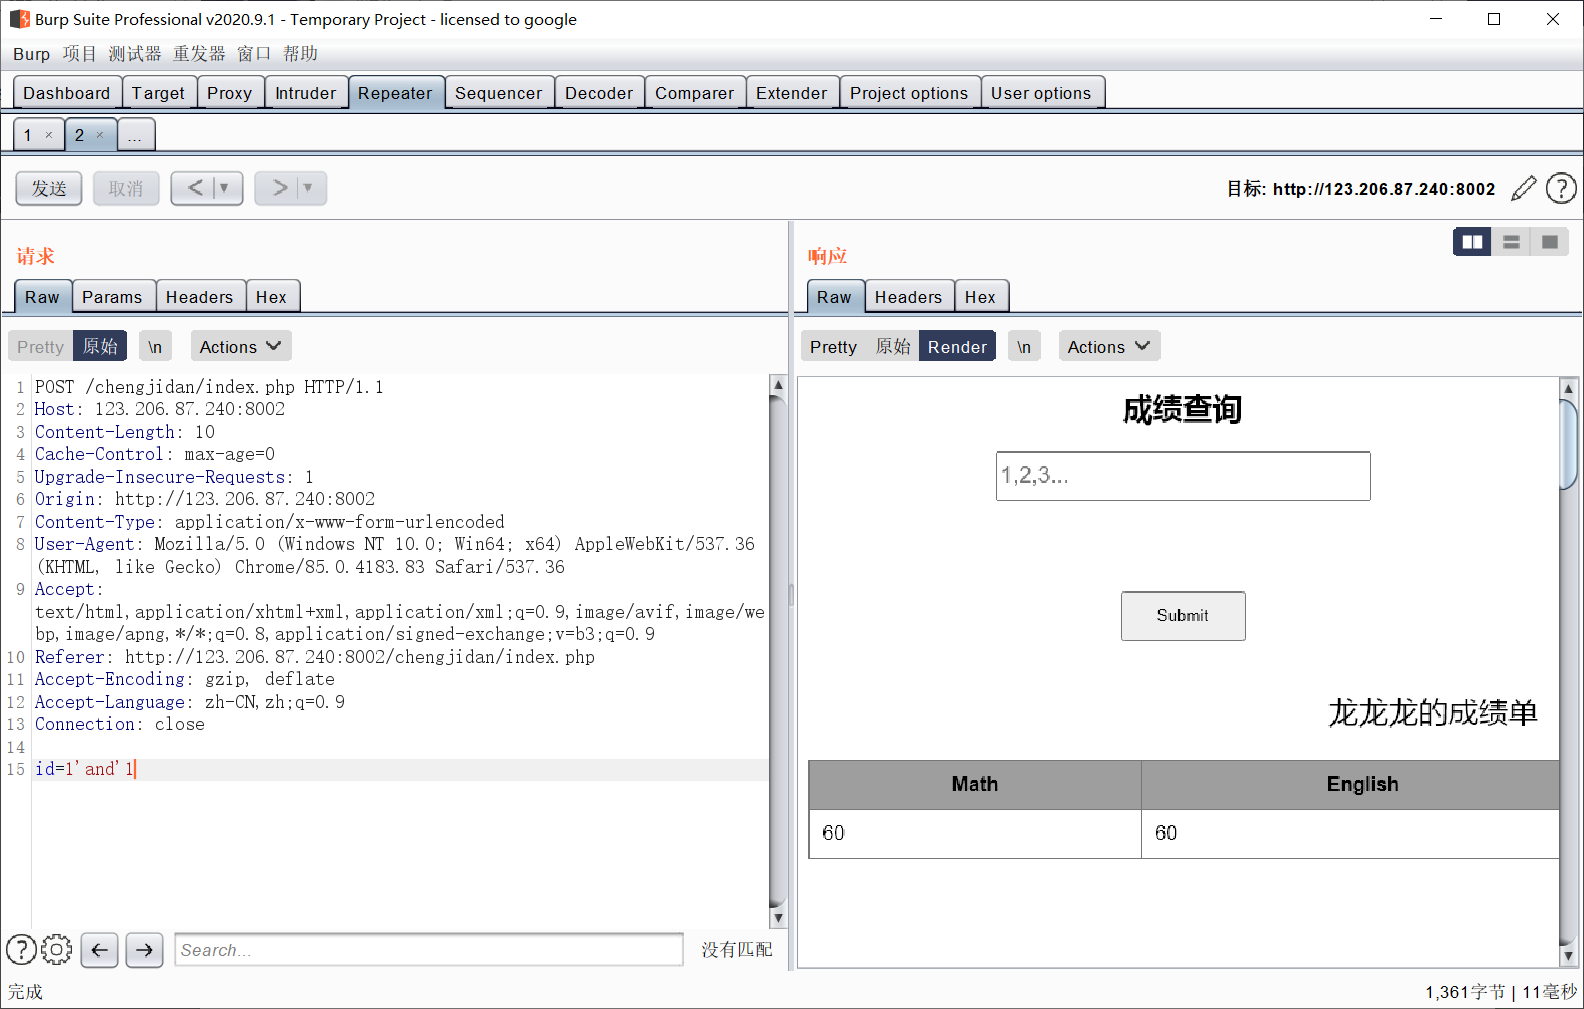 Burp Suite Professional v2020.9.1 - Temporary Project - licensed to google
Burp 项目 测试器 重发器 窗口 帮助
Dashboard Target Proxy Intruder Repeater Sequencer Decoder Comparer Extender Project options User options
1 × 2 × ...
发送 取消 < ▼ > ▼ 目标: http://123.206.87.240:8002 ?
请求
Raw Params Headers Hex
Pretty 原始 \n Actions
1 POST /chengjidan/index.php HTTP/1.1
2 Host: 123.206.87.240:8002
3 Content-Length: 10
4 Cache-Control: max-age=0
5 Upgrade-Insecure-Requests: 1
6 Origin: http://123.206.87.240:8002
7 Content-Type: application/x-www-form-urlencoded
8 User-Agent: Mozilla/5.0 (Windows NT 10.0; Win64; x64) AppleWebKit/537.36
(KHTML, like Gecko) Chrome/85.0.4183.83 Safari/537.36
9 Accept:
text/html,application/xhtml+xml,application/xml;q=0.9,image/avif,image/we
bp,image/apng,*/*;q=0.8,application/signed-exchange;v=b3;q=0.9
10 Referer: http://123.206.87.240:8002/chengjidan/index.php
11 Accept-Encoding: gzip, deflate
12 Accept-Language: zh-CN,zh;q=0.9
13 Connection: close
14
15 id=1'and'1
? Search... 没有匹配
响应
Raw Headers Hex
Pretty 原始 Render \n Actions
成绩查询
1,2,3...
Submit
龙龙龙的成绩单
Math English
60 60
完成 1,361字节 | 11毫秒